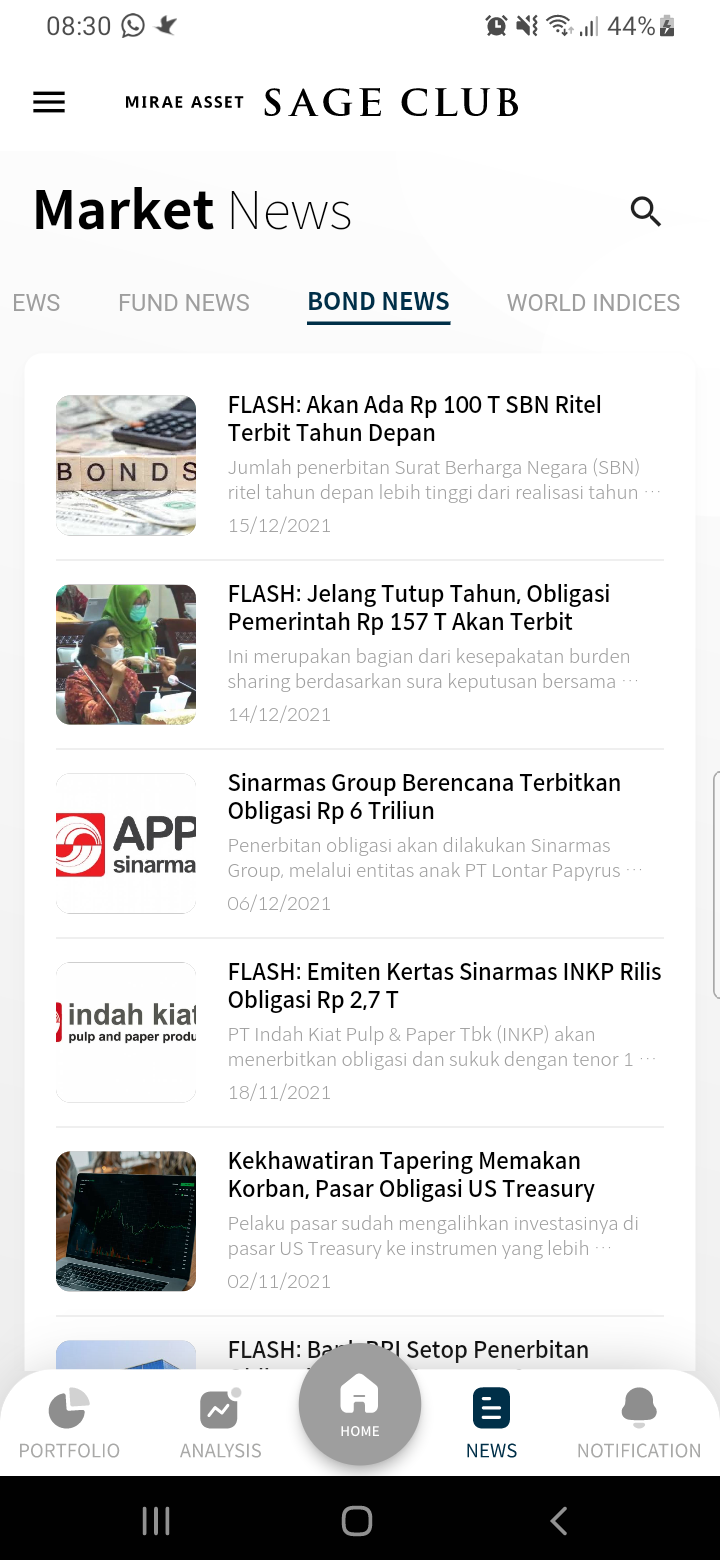 08:30
44%
MIRAE ASSET SAGE CLUB
Market News
EWS
FUND NEWS
BOND NEWS
WORLD INDICES
BONDS
FLASH: Akan Ada Rp 100 T SBN Ritel
Terbit Tahun Depan
Jumlah penerbitan Surat Berharga Negara (SBN)
ritel tahun depan lebih tinggi dari realisasi tahun ...
15/12/2021
FLASH: Jelang Tutup Tahun, Obligasi
Pemerintah Rp 157 T Akan Terbit
Ini merupakan bagian dari kesepakatan burden
sharing berdasarkan sura keputusan bersama ...
14/12/2021
APP
sinarma
Sinarmas Group Berencana Terbitkan
Obligasi Rp 6 Triliun
Penerbitan obligasi akan dilakukan Sinarmas
Group, melalui entitas anak PT Lontar Papyrus ...
06/12/2021
indah kiat
pulp and paper produ
FLASH: Emiten Kertas Sinarmas INKP Rilis
Obligasi Rp 2,7 T
PT Indah Kiat Pulp & Paper Tbk (INKP) akan
menerbitkan obligasi dan sukuk dengan tenor 1 ...
18/11/2021
Kekhawatiran Tapering Memakan
Korban, Pasar Obligasi US Treasury
Pelaku pasar sudah mengalihkan investasinya di
pasar US Treasury ke instrumen yang lebih ...
02/11/2021
FLASH: Setop Penerbitan
PORTFOLIO
ANALYSIS
HOME
NEWS
NOTIFICATION